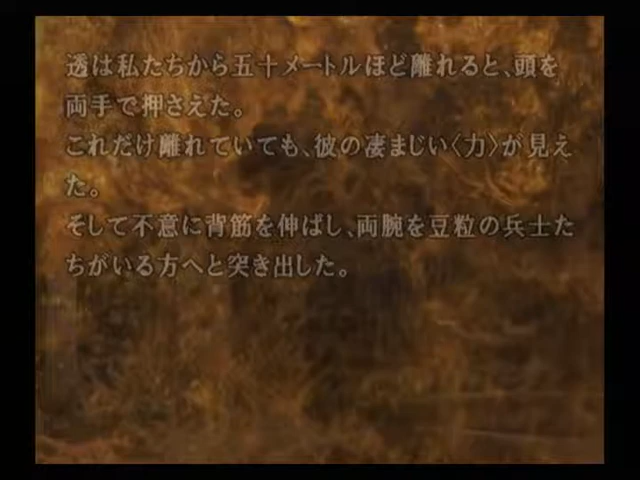 透は私たちから五十メートルほど離れると、頭を
両手で押さえた。
これだけ離れていても、彼の凄まじい〈力〉が見え
た。
そして不意に背筋を伸ばし、両腕を豆粒の兵士た
ちがいる方へと突き出した。